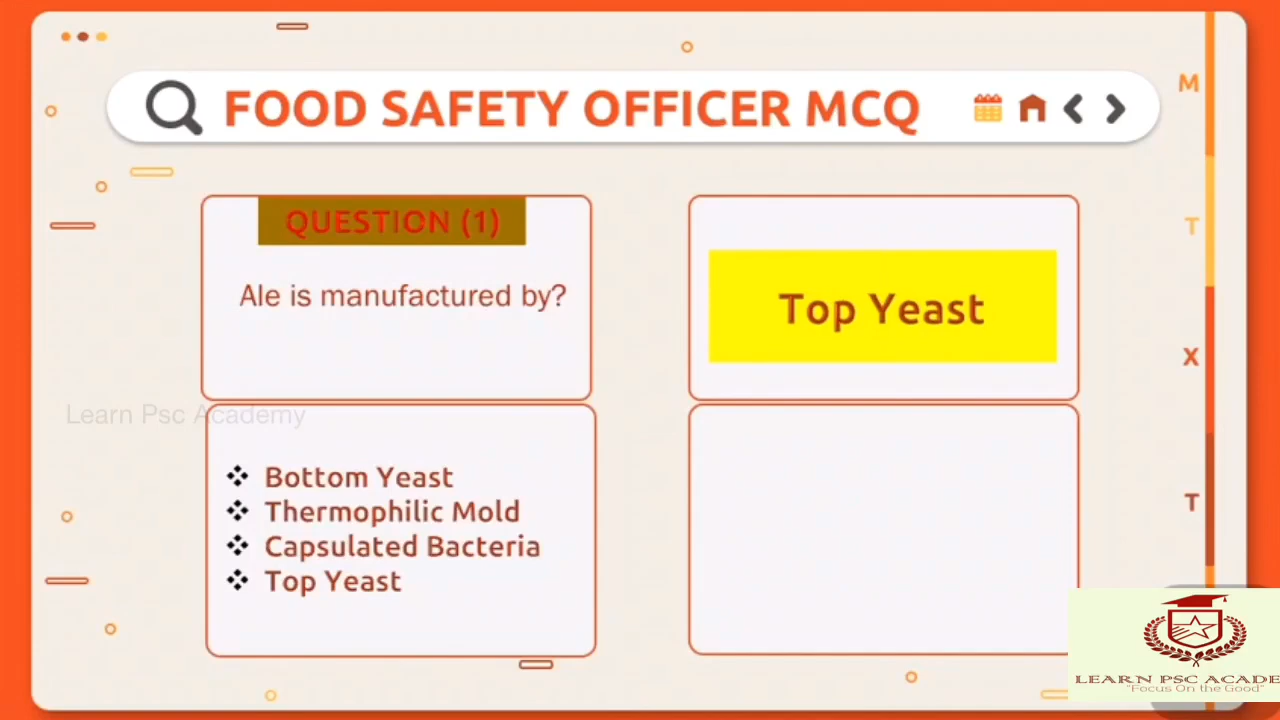 FOOD SAFETY OFFICER MCQ
M
T
X
T
QUESTION (1)
Ale is manufactured by?
Top Yeast
Learn Psc Academy
Bottom Yeast
Thermophilic Mold
Capsulated Bacteria
Top Yeast
LEARN PSC ACADE
"Focus On the Good"